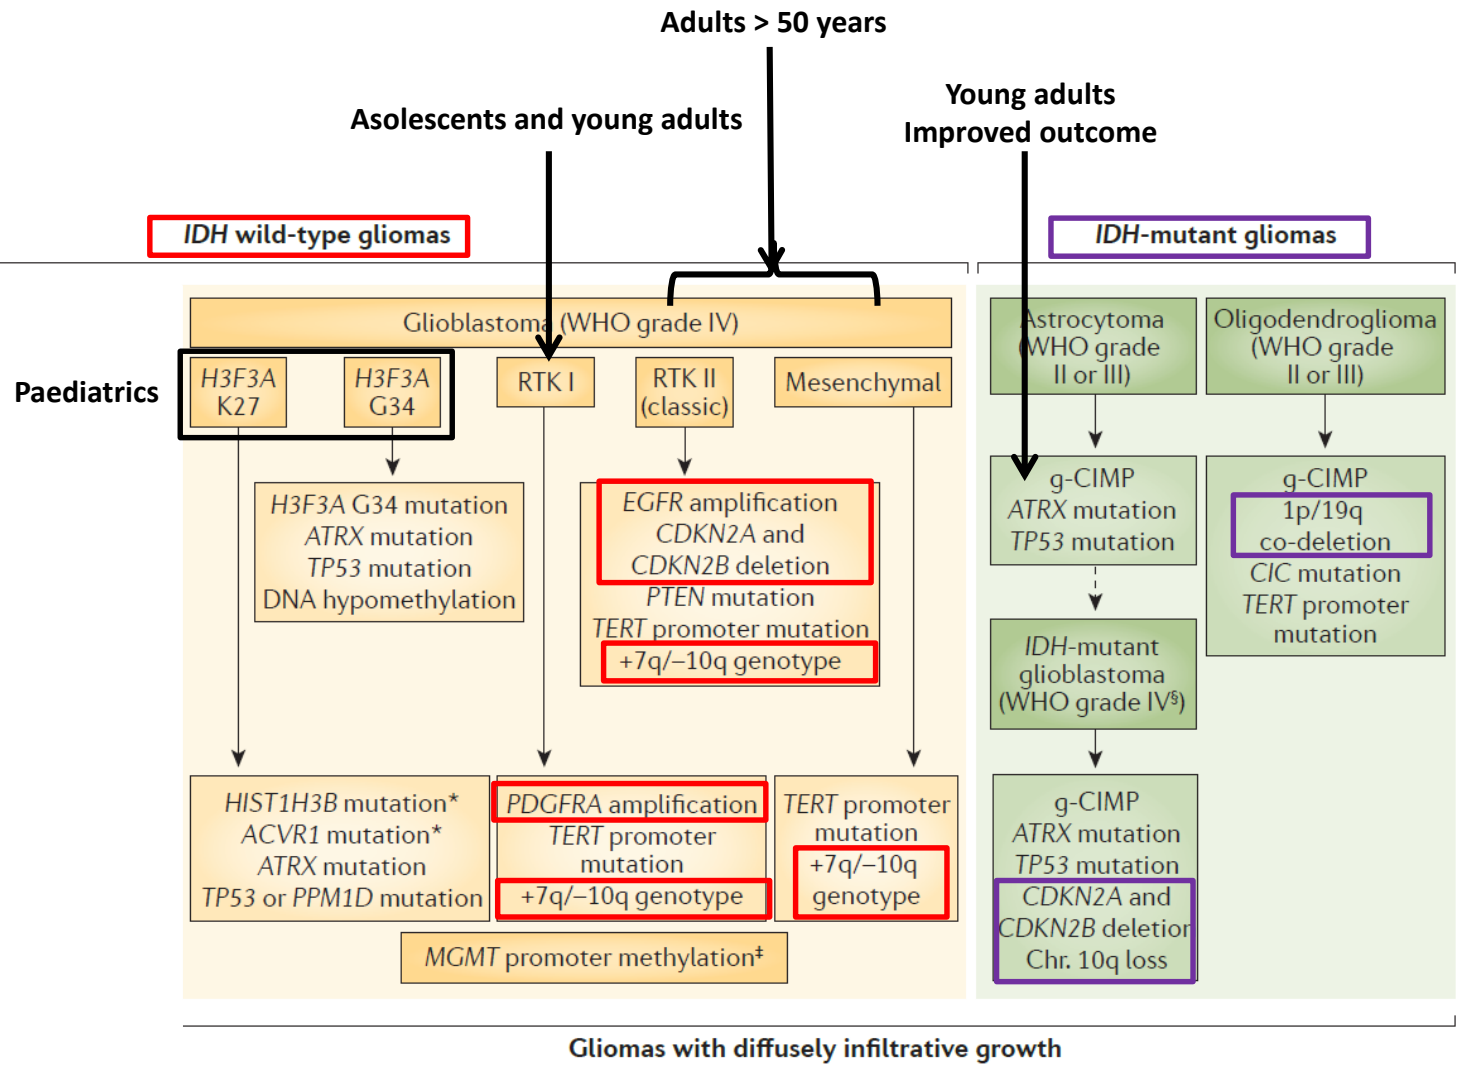 Adults > 50 years
Asolescents and young adults
Young adults
Improved outcome
IDH wild-type gliomas
IDH-mutant gliomas
Glioblastoma (WHO grade IV)
Paediatrics
H3F3A
K27
H3F3A
G34
RTK I
RTK II
(classic)
Mesenchymal
H3F3A G34 mutation
ATRX mutation
TP53 mutation
DNA hypomethylation
EGFR amplification
CDKN2A and
CDKN2B deletion
PTEN mutation
TERT promoter mutation
+7q/–10q genotype
HIST1H3B mutation*
ACVR1 mutation*
ATRX mutation
TP53 or PPM1D mutation
PDGFRA amplification
TERT promoter
mutation
+7q/–10q genotype
TERT promoter
mutation
+7q/–10q
genotype
MGMT promoter methylation‡
Astrocytoma
(WHO grade
II or III)
g-CIMP
ATRX mutation
TP53 mutation
IDH-mutant
glioblastoma
(WHO grade IV§)
g-CIMP
ATRX mutation
TP53 mutation
CDKN2A and
CDKN2B deletion
Chr. 10q loss
Oligodendroglioma
(WHO grade
II or III)
g-CIMP
1p/19q
co-deletion
CIC mutation
TERT promoter
mutation
Gliomas with diffusely infiltrative growth